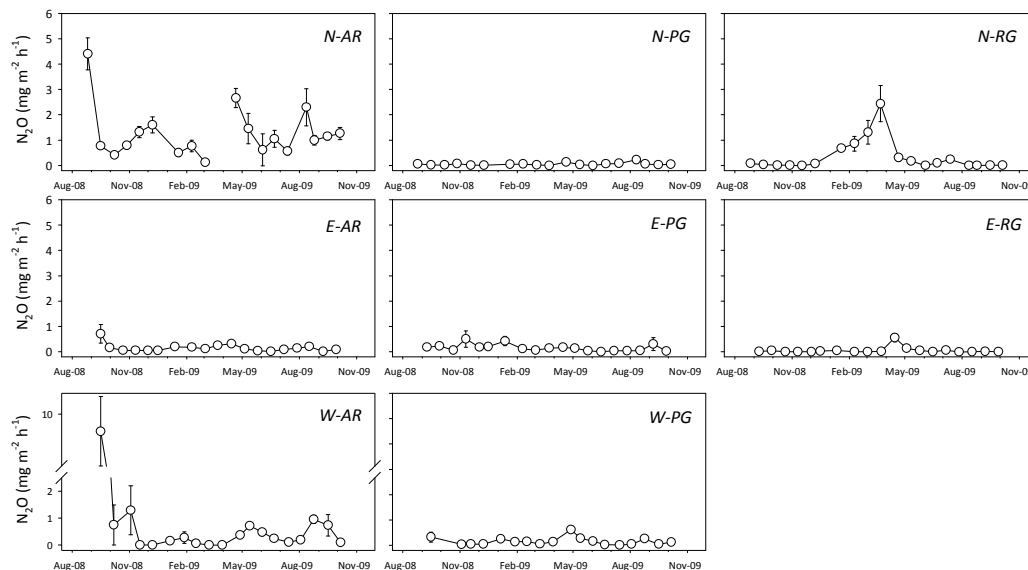 6
5
4
3
2
1
0
N₂O (mg m⁻² h⁻¹)
N-AR
Aug-08 Nov-08 Feb-09 May-09 Aug-09 Nov-09
N-PG
Aug-08 Nov-08 Feb-09 May-09 Aug-09 Nov-09
N-RG
Aug-08 Nov-08 Feb-09 May-09 Aug-09 Nov-09
6
5
4
3
2
1
0
N₂O (mg m⁻² h⁻¹)
E-AR
Aug-08 Nov-08 Feb-09 May-09 Aug-09 Nov-09
E-PG
Aug-08 Nov-08 Feb-09 May-09 Aug-09 Nov-09
E-RG
Aug-08 Nov-08 Feb-09 May-09 Aug-09 Nov-09
10
2
1
0
N₂O (mg m⁻² h⁻¹)
W-AR
Aug-08 Nov-08 Feb-09 May-09 Aug-09 Nov-09
W-PG
Aug-08 Nov-08 Feb-09 May-09 Aug-09 Nov-09